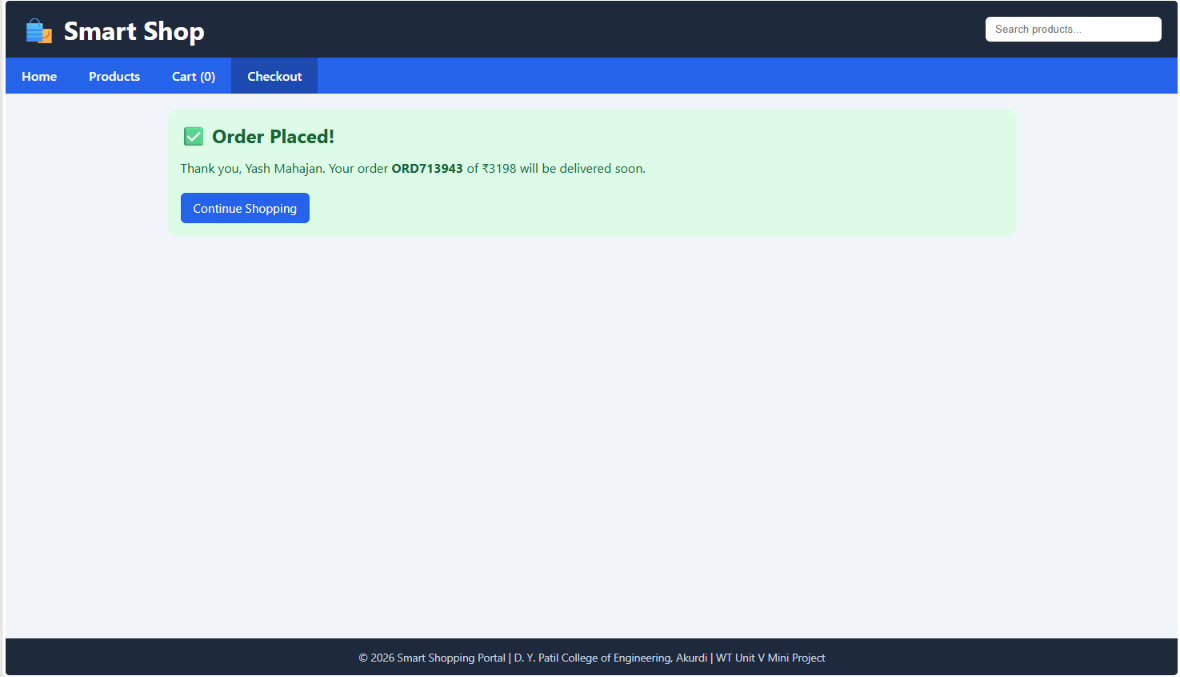 Smart Shop
Search products...
Home Products Cart (0) Checkout
Order Placed!
Thank you, Yash Mahajan. Your order ORD713943 of ₹3198 will be delivered soon.
Continue Shopping
© 2026 Smart Shopping Portal | D. Y. Patil College of Engineering, Akurdi | WT Unit V Mini Project